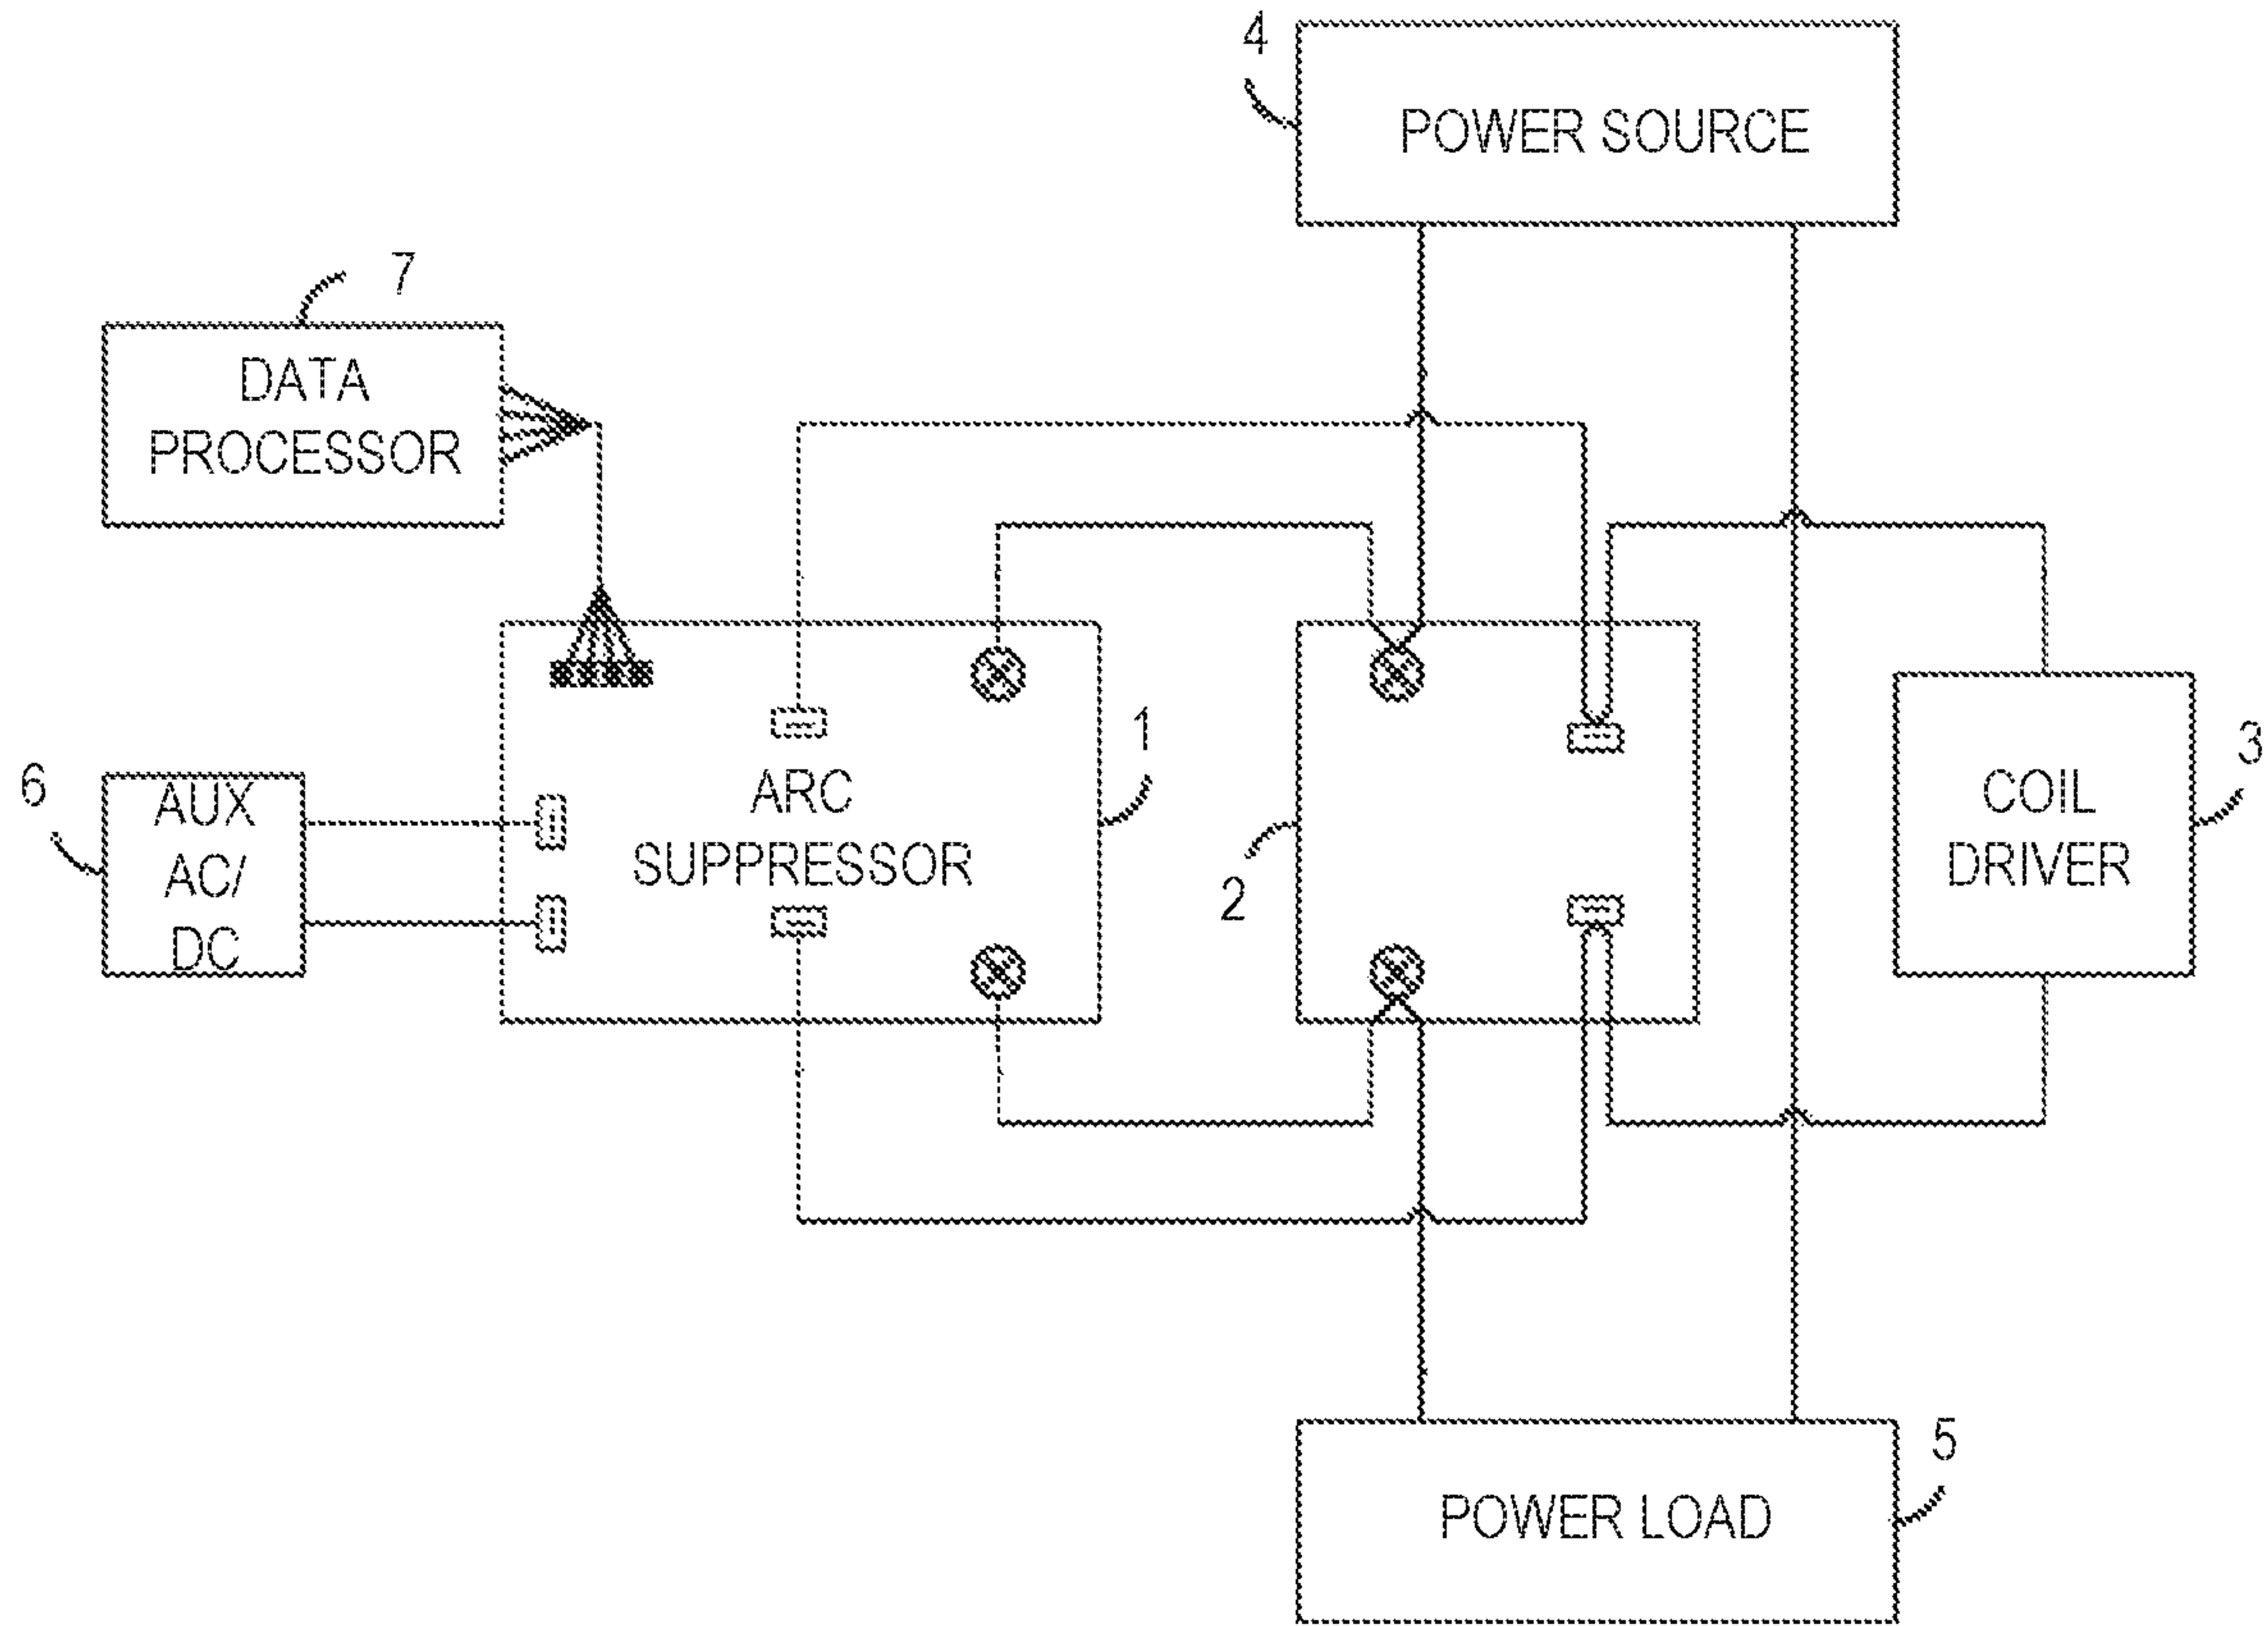 4
POWER SOURCE
7
DATA
PROCESSOR
1
ARC
SUPPRESSOR
6
AUX
AC/
DC
2
3
COIL
DRIVER
5
POWER LOAD